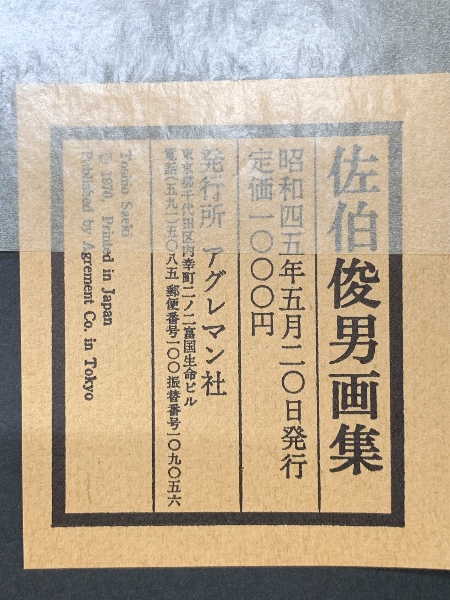 佐伯俊男画集
昭和四五年五月二〇日発行
定価一〇〇〇円
発行所 アグレマン社
東京都千代田区内幸町二ノ二富国生命ビル
電話(五九一)五〇八五 郵便番号一〇〇振替番号一〇九〇五六
Toshio Saeki
© 1970, Printed in Japan
Published by Agrement Co. in Tokyo